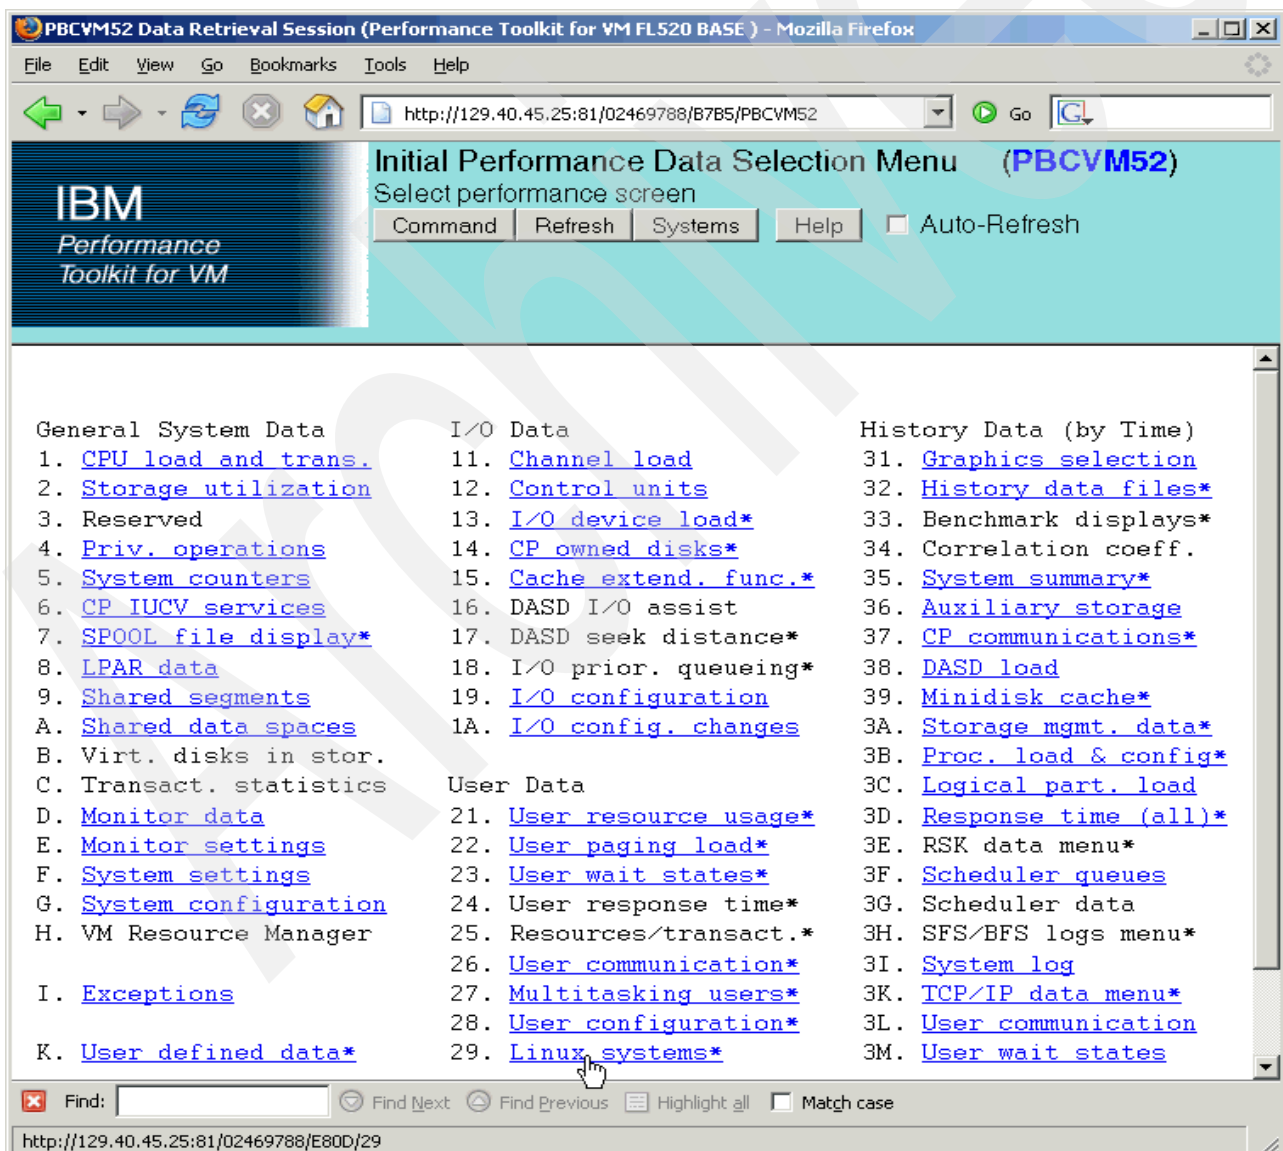 PBCVM52 Data Retrieval Session (Performance Toolkit for VM FL520 BASE ) - Mozilla Firefox
File Edit View Go Bookmarks Tools Help
http://129.40.45.25:81/02469788/B7B5/PBCVM52 Go G
IBM
Performance
Toolkit for VM
Initial Performance Data Selection Menu (PBCVM52)
Select performance screen
Command Refresh Systems Help Auto-Refresh
General System Data I/O Data History Data (by Time)
1. CPU load and trans. 11. Channel load 31. Graphics selection
2. Storage utilization 12. Control units 32. History data files*
3. Reserved 13. I/O device load* 33. Benchmark displays*
4. Priv. operations 14. CP owned disks* 34. Correlation coeff.
5. System counters 15. Cache extend. func.* 35. System summary*
6. CP IUCV services 16. DASD I/O assist 36. Auxiliary storage
7. SPOOL file display* 17. DASD seek distance* 37. CP communications*
8. LPAR data 18. I/O prior. queueing* 38. DASD load
9. Shared segments 19. I/O configuration 39. Minidisk cache*
A. Shared data spaces 1A. I/O config. changes 3A. Storage mgmt. data*
B. Virt. disks in stor. 3B. Proc. load & config*
C. Transact. statistics User Data 3C. Logical part. load
D. Monitor data 21. User resource usage* 3D. Response time (all)*
E. Monitor settings 22. User paging load* 3E. RSK data menu*
F. System settings 23. User wait states* 3F. Scheduler queues
G. System configuration 24. User response time* 3G. Scheduler data
H. VM Resource Manager 25. Resources/transact.* 3H. SFS/BFS logs menu*
26. User communication* 3I. System log
I. Exceptions 27. Multitasking users* 3K. TCP/IP data menu*
28. User configuration* 3L. User communication
K. User defined data* 29. Linux systems* 3M. User wait states
Find: Find Next Find Previous Highlight all Match case
http://129.40.45.25:81/02469788/E80D/29